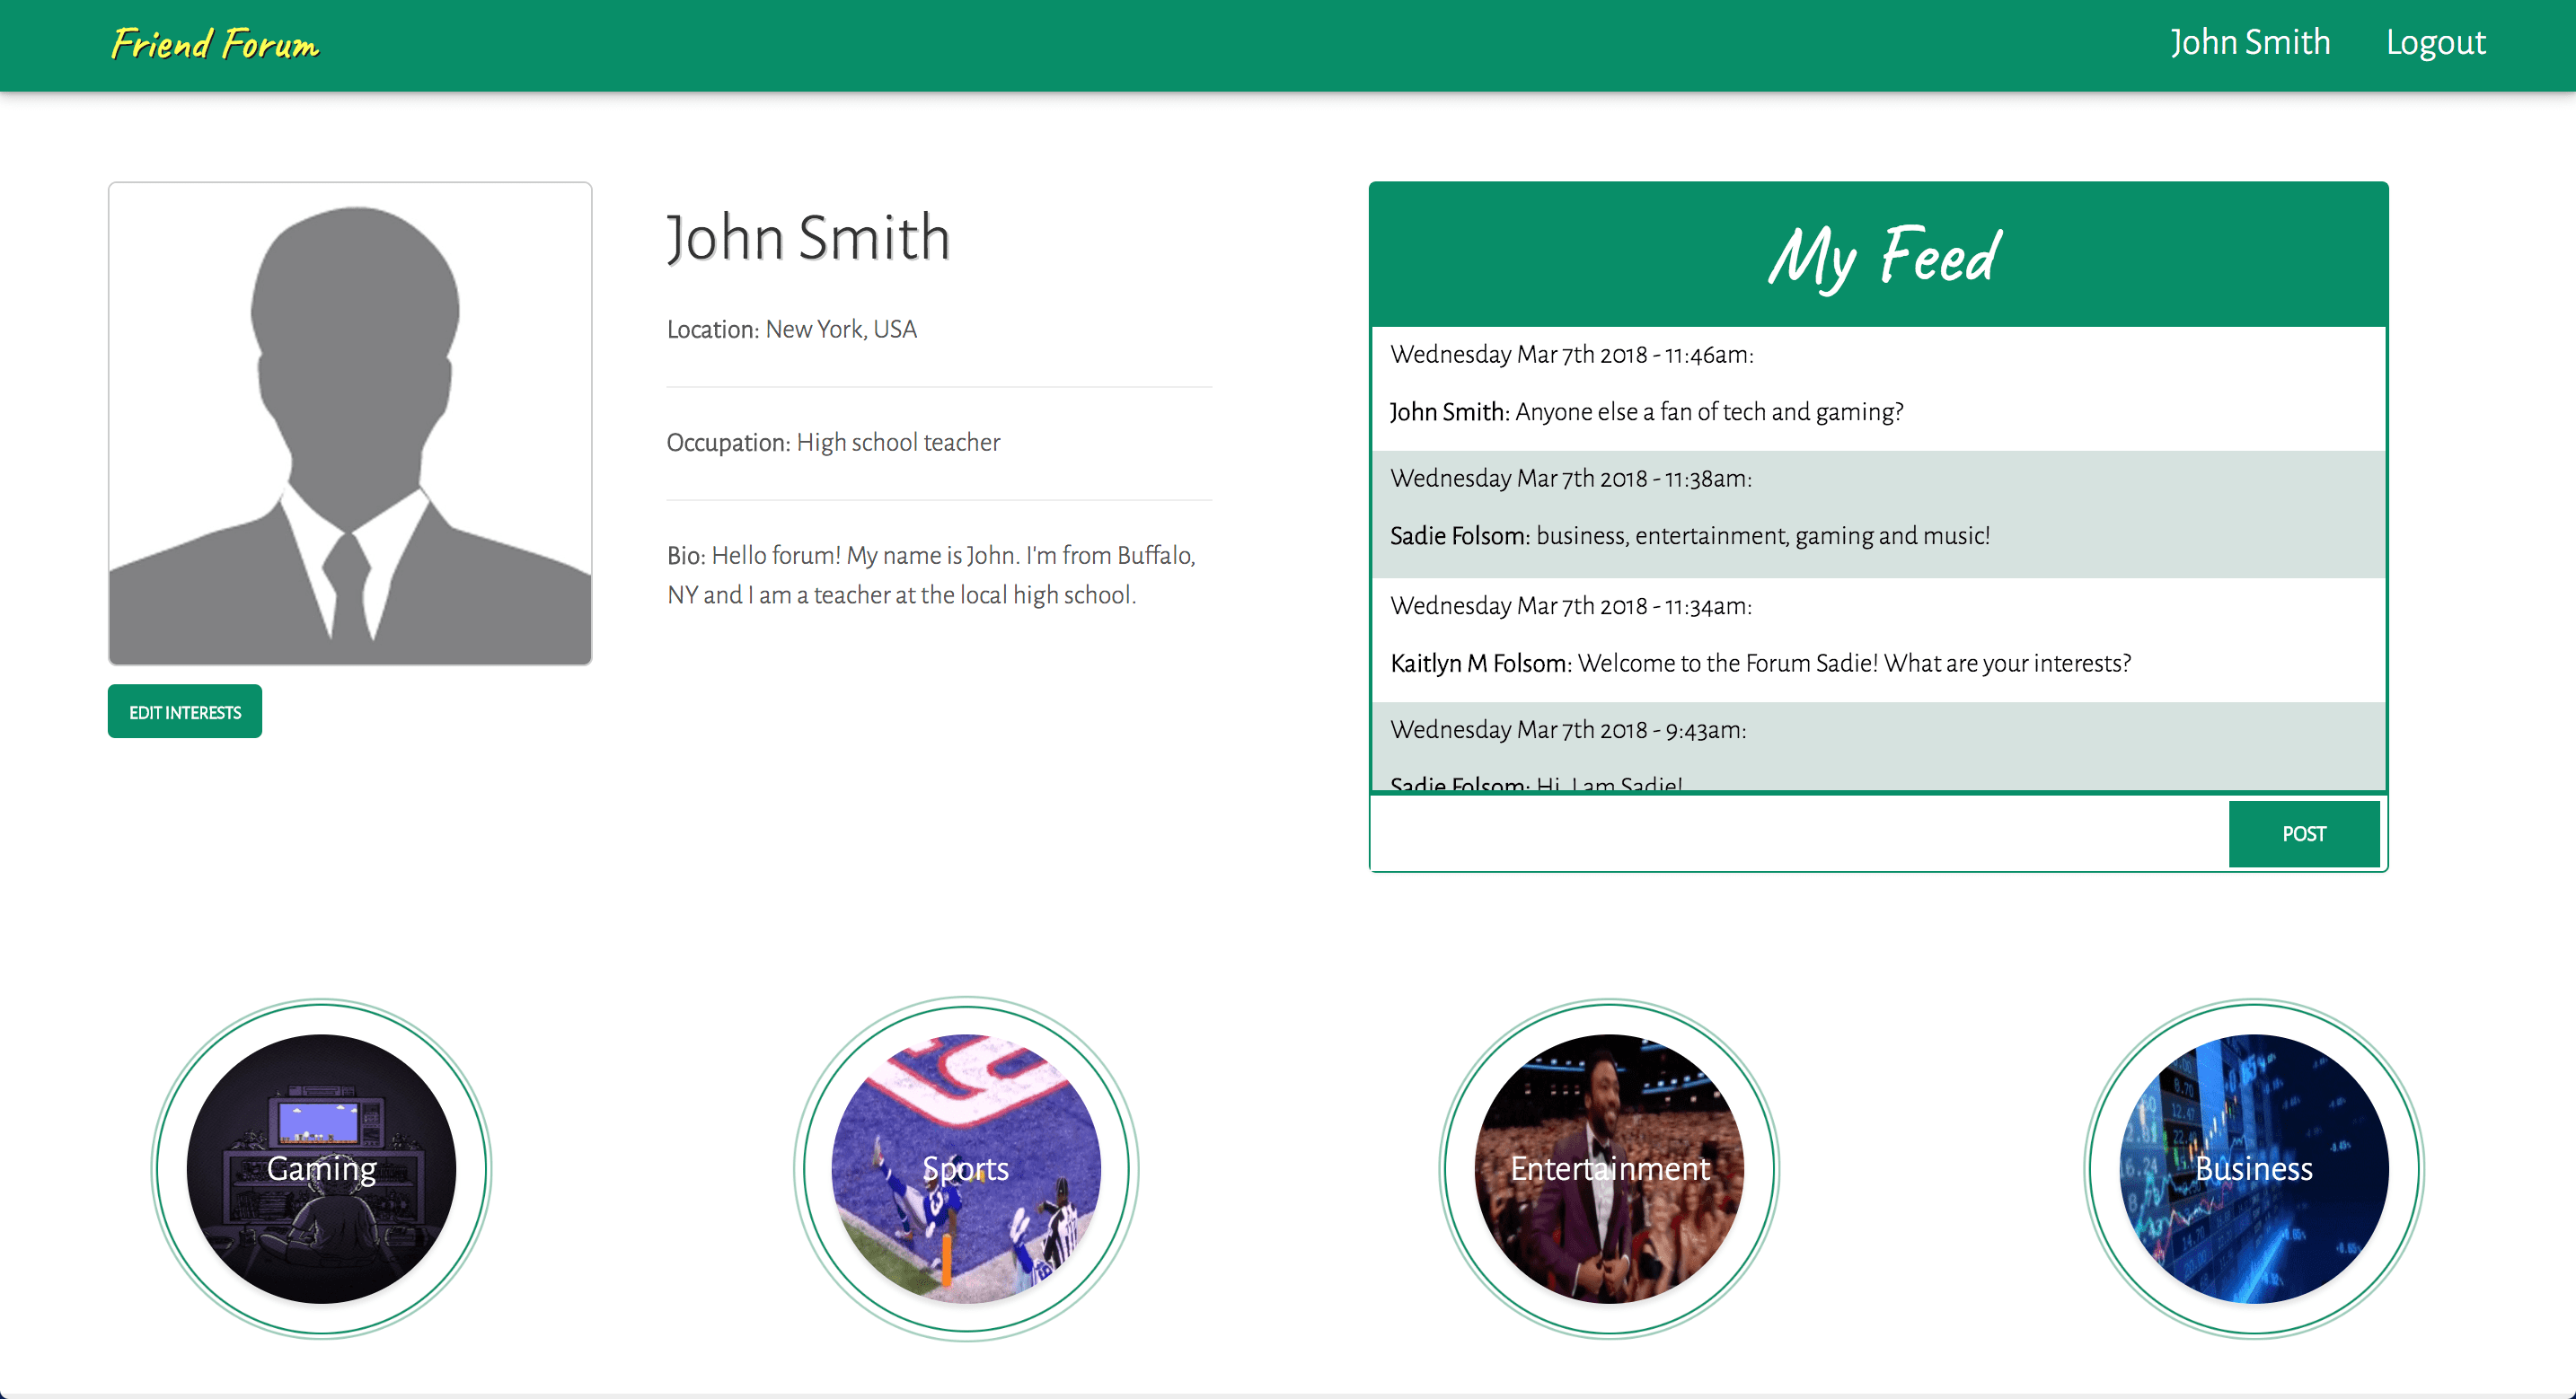 Friend Forum
John Smith
Logout
John Smith
Location: New York, USA
Occupation: High school teacher
Bio: Hello forum! My name is John. I'm from Buffalo,
NY and I am a teacher at the local high school.
EDIT INTERESTS
My Feed
Wednesday Mar 7th 2018 - 11:46am:
John Smith: Anyone else a fan of tech and gaming?
Wednesday Mar 7th 2018 - 11:38am:
Sadie Folsom: business, entertainment, gaming and music!
Wednesday Mar 7th 2018 - 11:34am:
Kaitlyn M Folsom: Welcome to the Forum Sadie! What are your interests?
Wednesday Mar 7th 2018 - 9:43am:
Sadie Folsom: Hi, I am Sadie!
POST
Gaming
Sports
Entertainment
Business